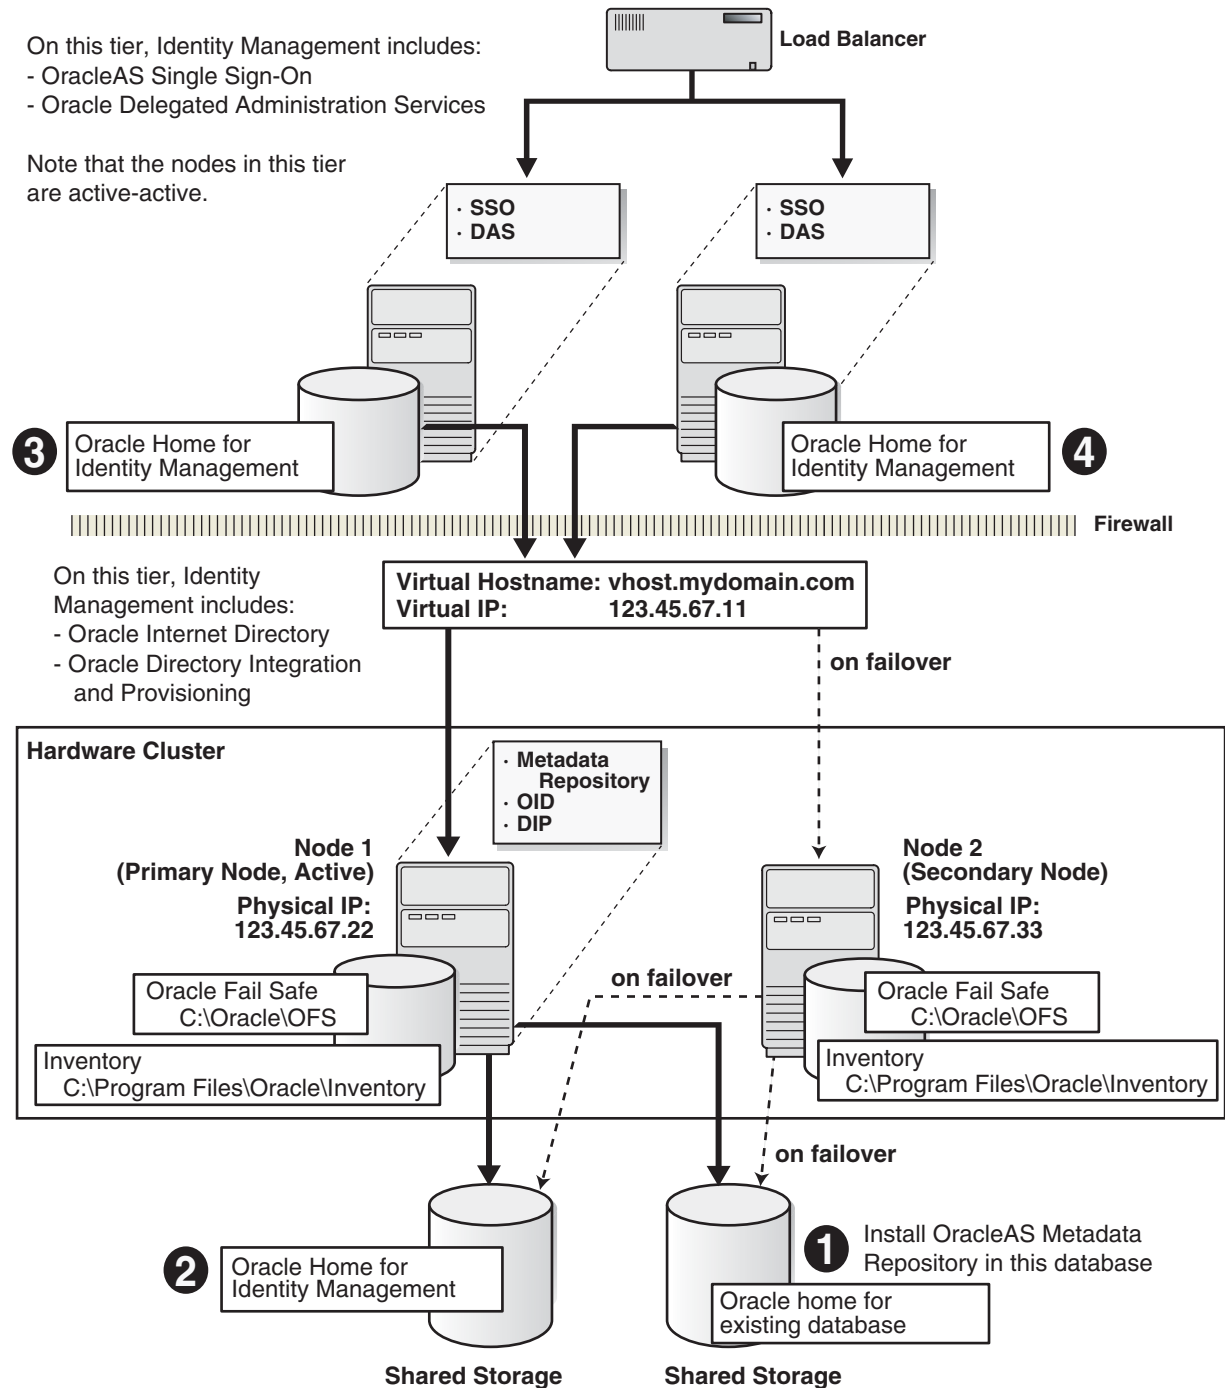 On this tier, Identity Management includes:
- OracleAS Single Sign-On
- Oracle Delegated Administration Services
Note that the nodes in this tier
are active-active.
Load Balancer
· SSO
· DAS
· SSO
· DAS
3
Oracle Home for
Identity Management
Oracle Home for
Identity Management
4
Firewall
On this tier, Identity
Management includes:
- Oracle Internet Directory
- Oracle Directory Integration
and Provisioning
Virtual Hostname: vhost.mydomain.com
Virtual IP: 123.45.67.11
on failover
Hardware Cluster
· Metadata
Repository
· OID
· DIP
Node 1
(Primary Node, Active)
Physical IP:
123.45.67.22
Node 2
(Secondary Node)
Physical IP:
123.45.67.33
Oracle Fail Safe
C:\Oracle\OFS
Inventory
C:\Program Files\Oracle\Inventory
on failover
Oracle Fail Safe
C:\Oracle\OFS
Inventory
C:\Program Files\Oracle\Inventory
on failover
2
Oracle Home for
Identity Management
Shared Storage
1
Install OracleAS Metadata
Repository in this database
Oracle home for
existing database
Shared Storage